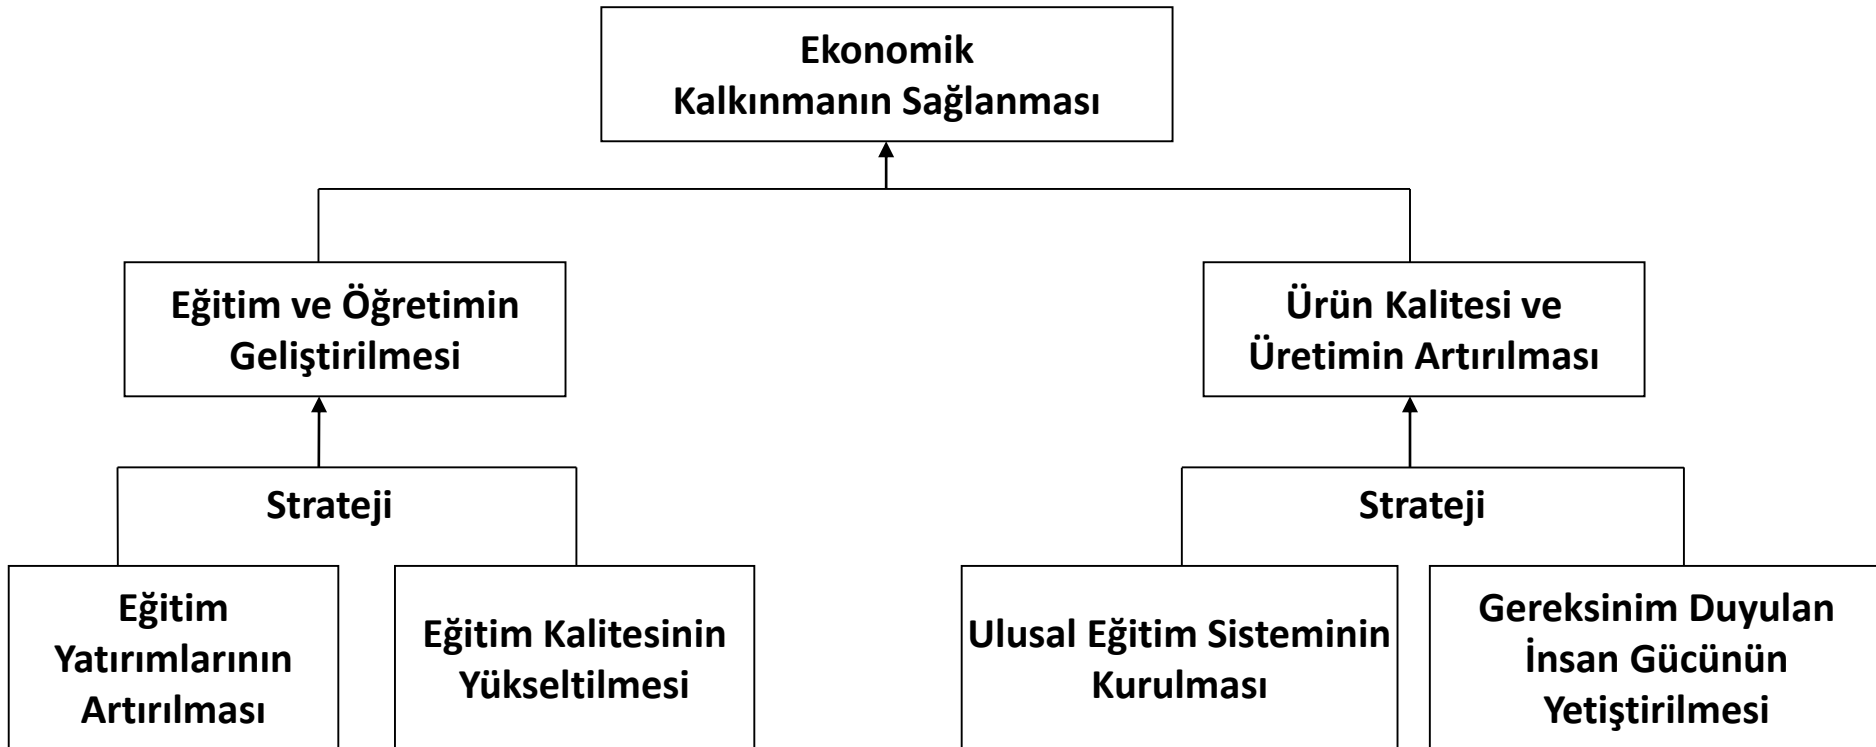 Ekonomik
Kalkınmanın Sağlanması
Eğitim ve Öğretimin
Geliştirilmesi
Ürün Kalitesi ve
Üretimin Artırılması
Strateji
Strateji
Eğitim
Yatırımlarının
Artırılması
Eğitim Kalitesinin
Yükseltilmesi
Ulusal Eğitim Sisteminin
Kurulması
Gereksinim Duyulan
İnsan Gücünün
Yetiştirilmesi